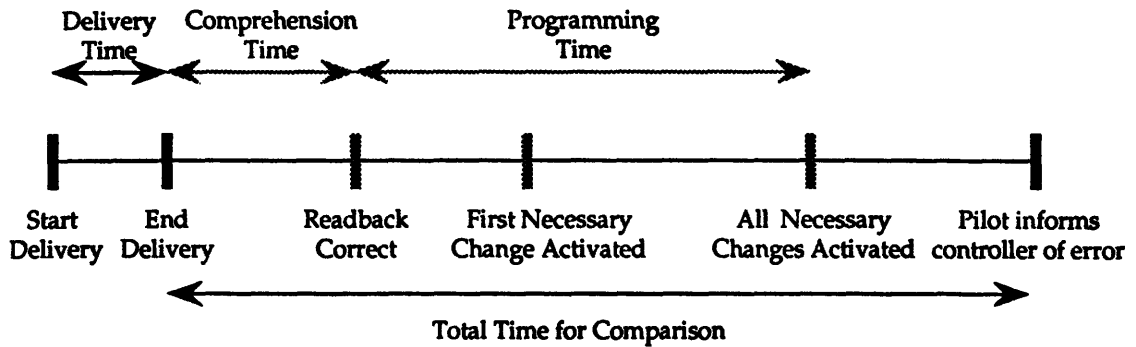 Delivery
Time
Comprehension
Time
Programming
Time
Start
Delivery
End
Delivery
Readback
Correct
First Necessary
Change Activated
All Necessary
Changes Activated
Pilot informs
controller of error
Total Time for Comparison